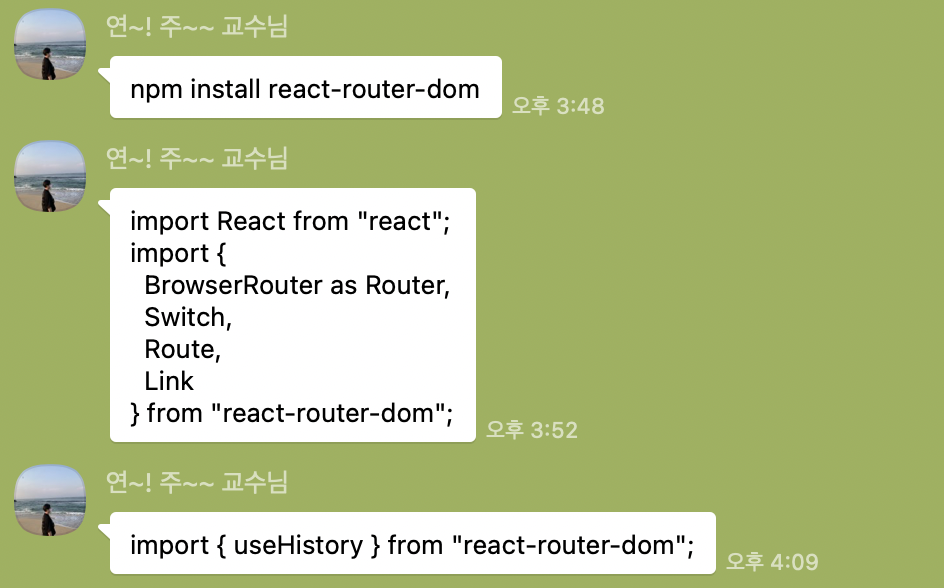 연~! 주~~ 교수님
npm install react-router-dom
오후 3:48
연~! 주~~ 교수님
import React from "react";
import {
  BrowserRouter as Router,
  Switch,
  Route,
  Link
} from "react-router-dom";
오후 3:52
연~! 주~~ 교수님
import { useHistory } from "react-router-dom";
오후 4:09